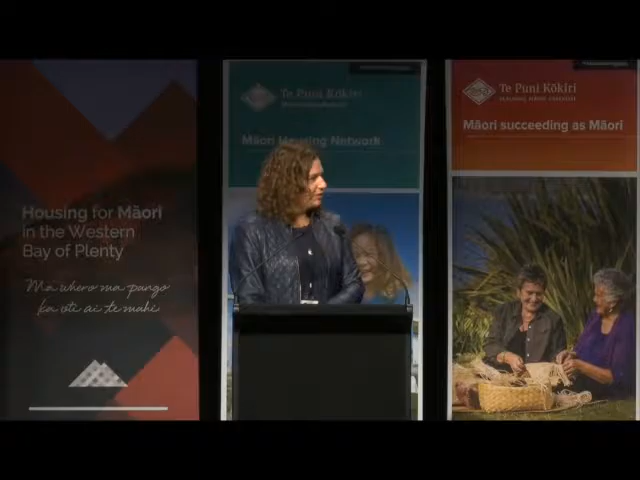 Housing for Māori
in the Western
Bay of Plenty
Ma whero ma pango
ka oti ai te mahi
Te Puni Kōkiri
Māori Housing Network
Te Puni Kōkiri
Māori succeeding as Māori